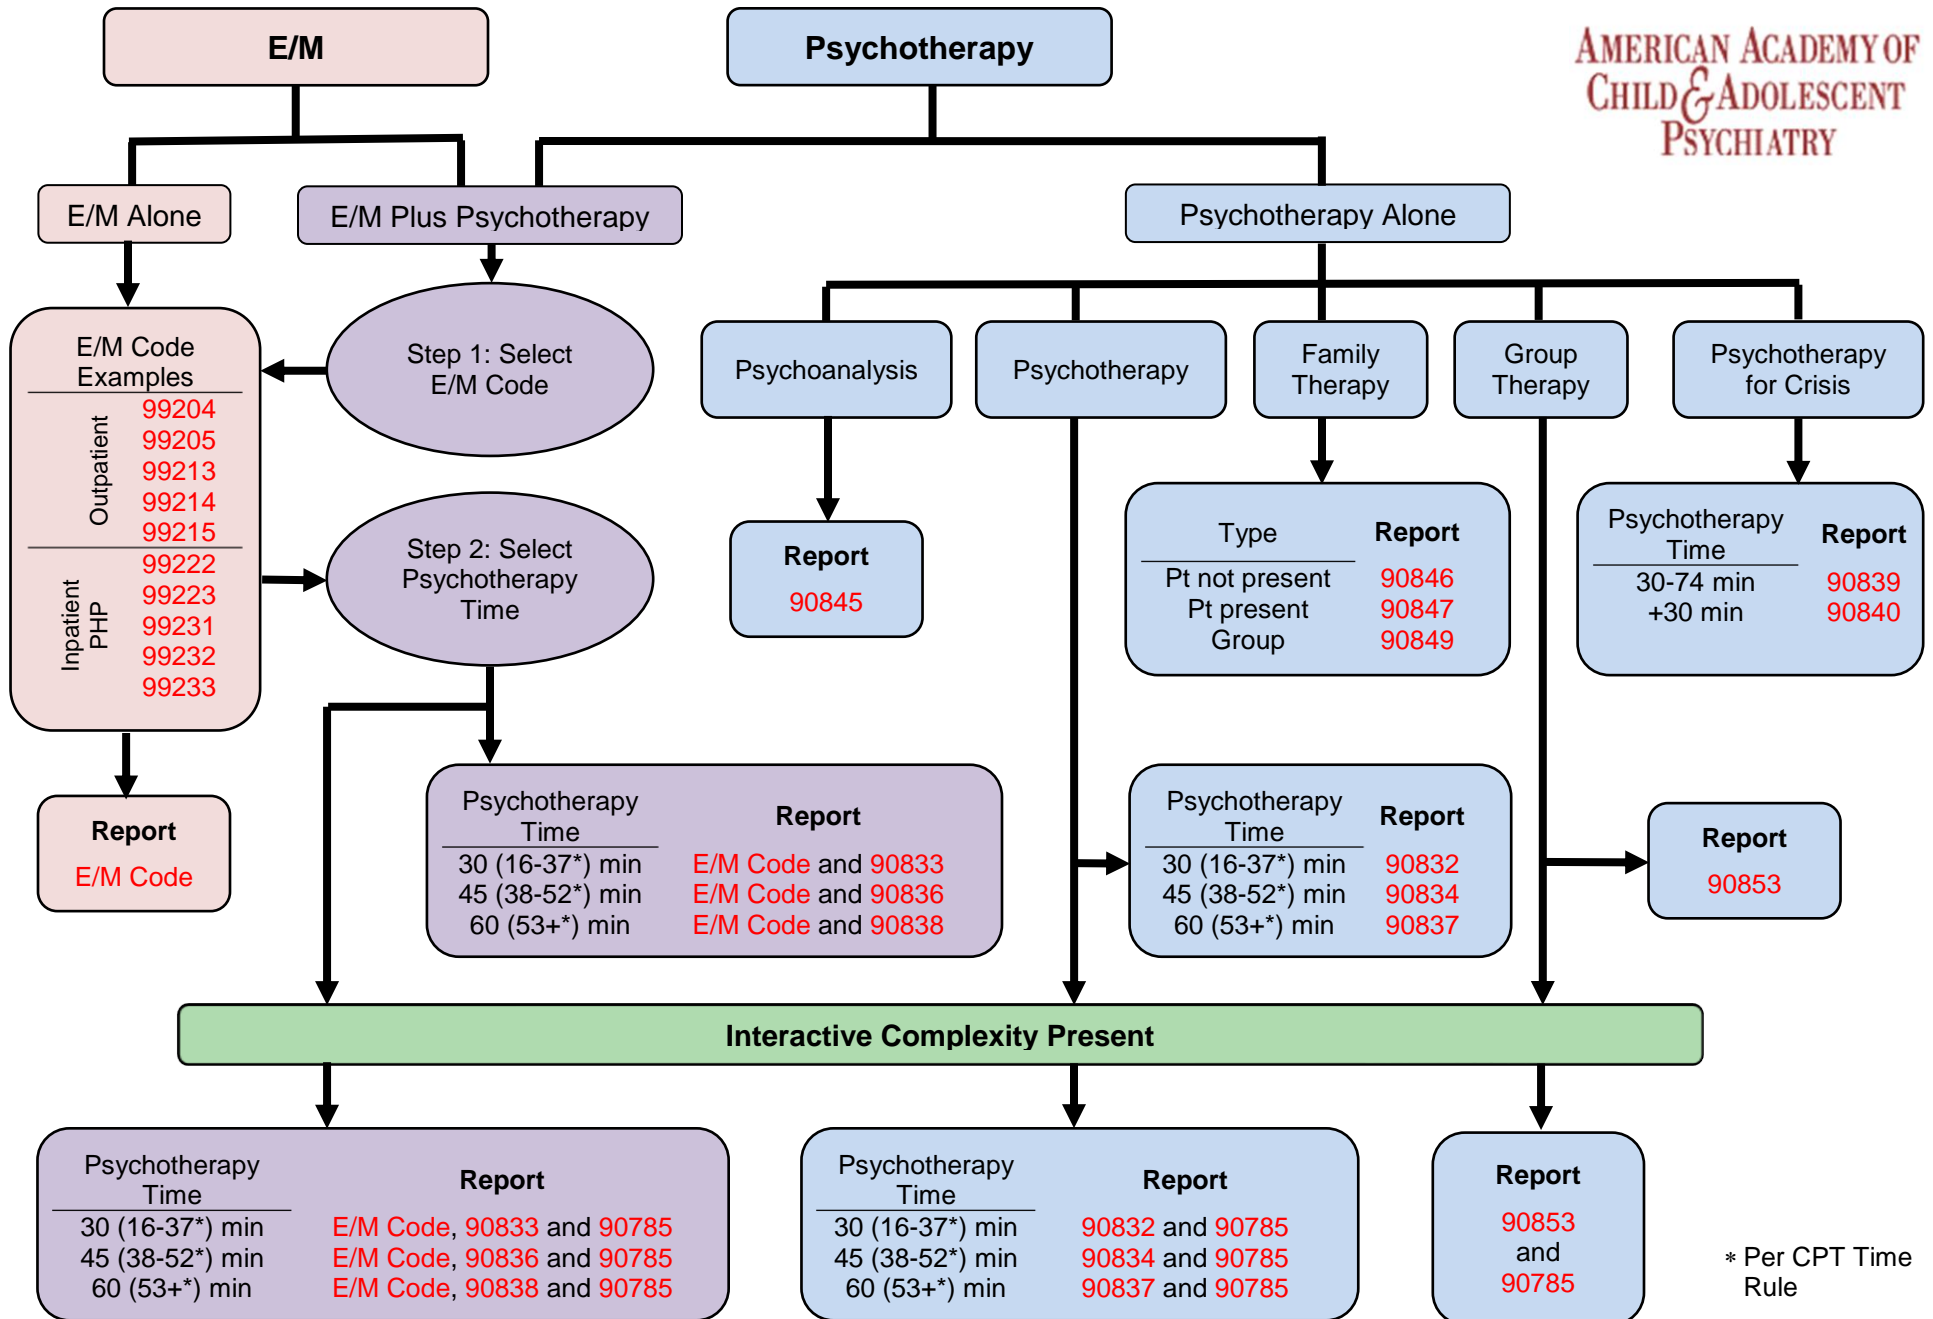 E/M
Psychotherapy
AMERICAN ACADEMY OF
CHILD & ADOLESCENT
PSYCHIATRY
E/M Alone
E/M Plus Psychotherapy
Psychotherapy Alone
E/M Code
Examples
Outpatient
99204
99205
99213
99214
99215
Inpatient
PHP
99222
99223
99231
99232
99233
Step 1: Select
E/M Code
Step 2: Select
Psychotherapy
Time
Psychoanalysis
Psychotherapy
Family
Therapy
Group
Therapy
Psychotherapy
for Crisis
Report
90845
Type Report
Pt not present 90846
Pt present 90847
Group 90849
Psychotherapy
Time Report
30-74 min 90839
+30 min 90840
Report
E/M Code
Psychotherapy
Time Report
30 (16-37*) min E/M Code and 90833
45 (38-52*) min E/M Code and 90836
60 (53+*) min E/M Code and 90838
Psychotherapy
Time Report
30 (16-37*) min 90832
45 (38-52*) min 90834
60 (53+*) min 90837
Report
90853
Interactive Complexity Present
Psychotherapy
Time Report
30 (16-37*) min E/M Code, 90833 and 90785
45 (38-52*) min E/M Code, 90836 and 90785
60 (53+*) min E/M Code, 90838 and 90785
Psychotherapy
Time Report
30 (16-37*) min 90832 and 90785
45 (38-52*) min 90834 and 90785
60 (53+*) min 90837 and 90785
Report
90853
and
90785
* Per CPT Time
Rule